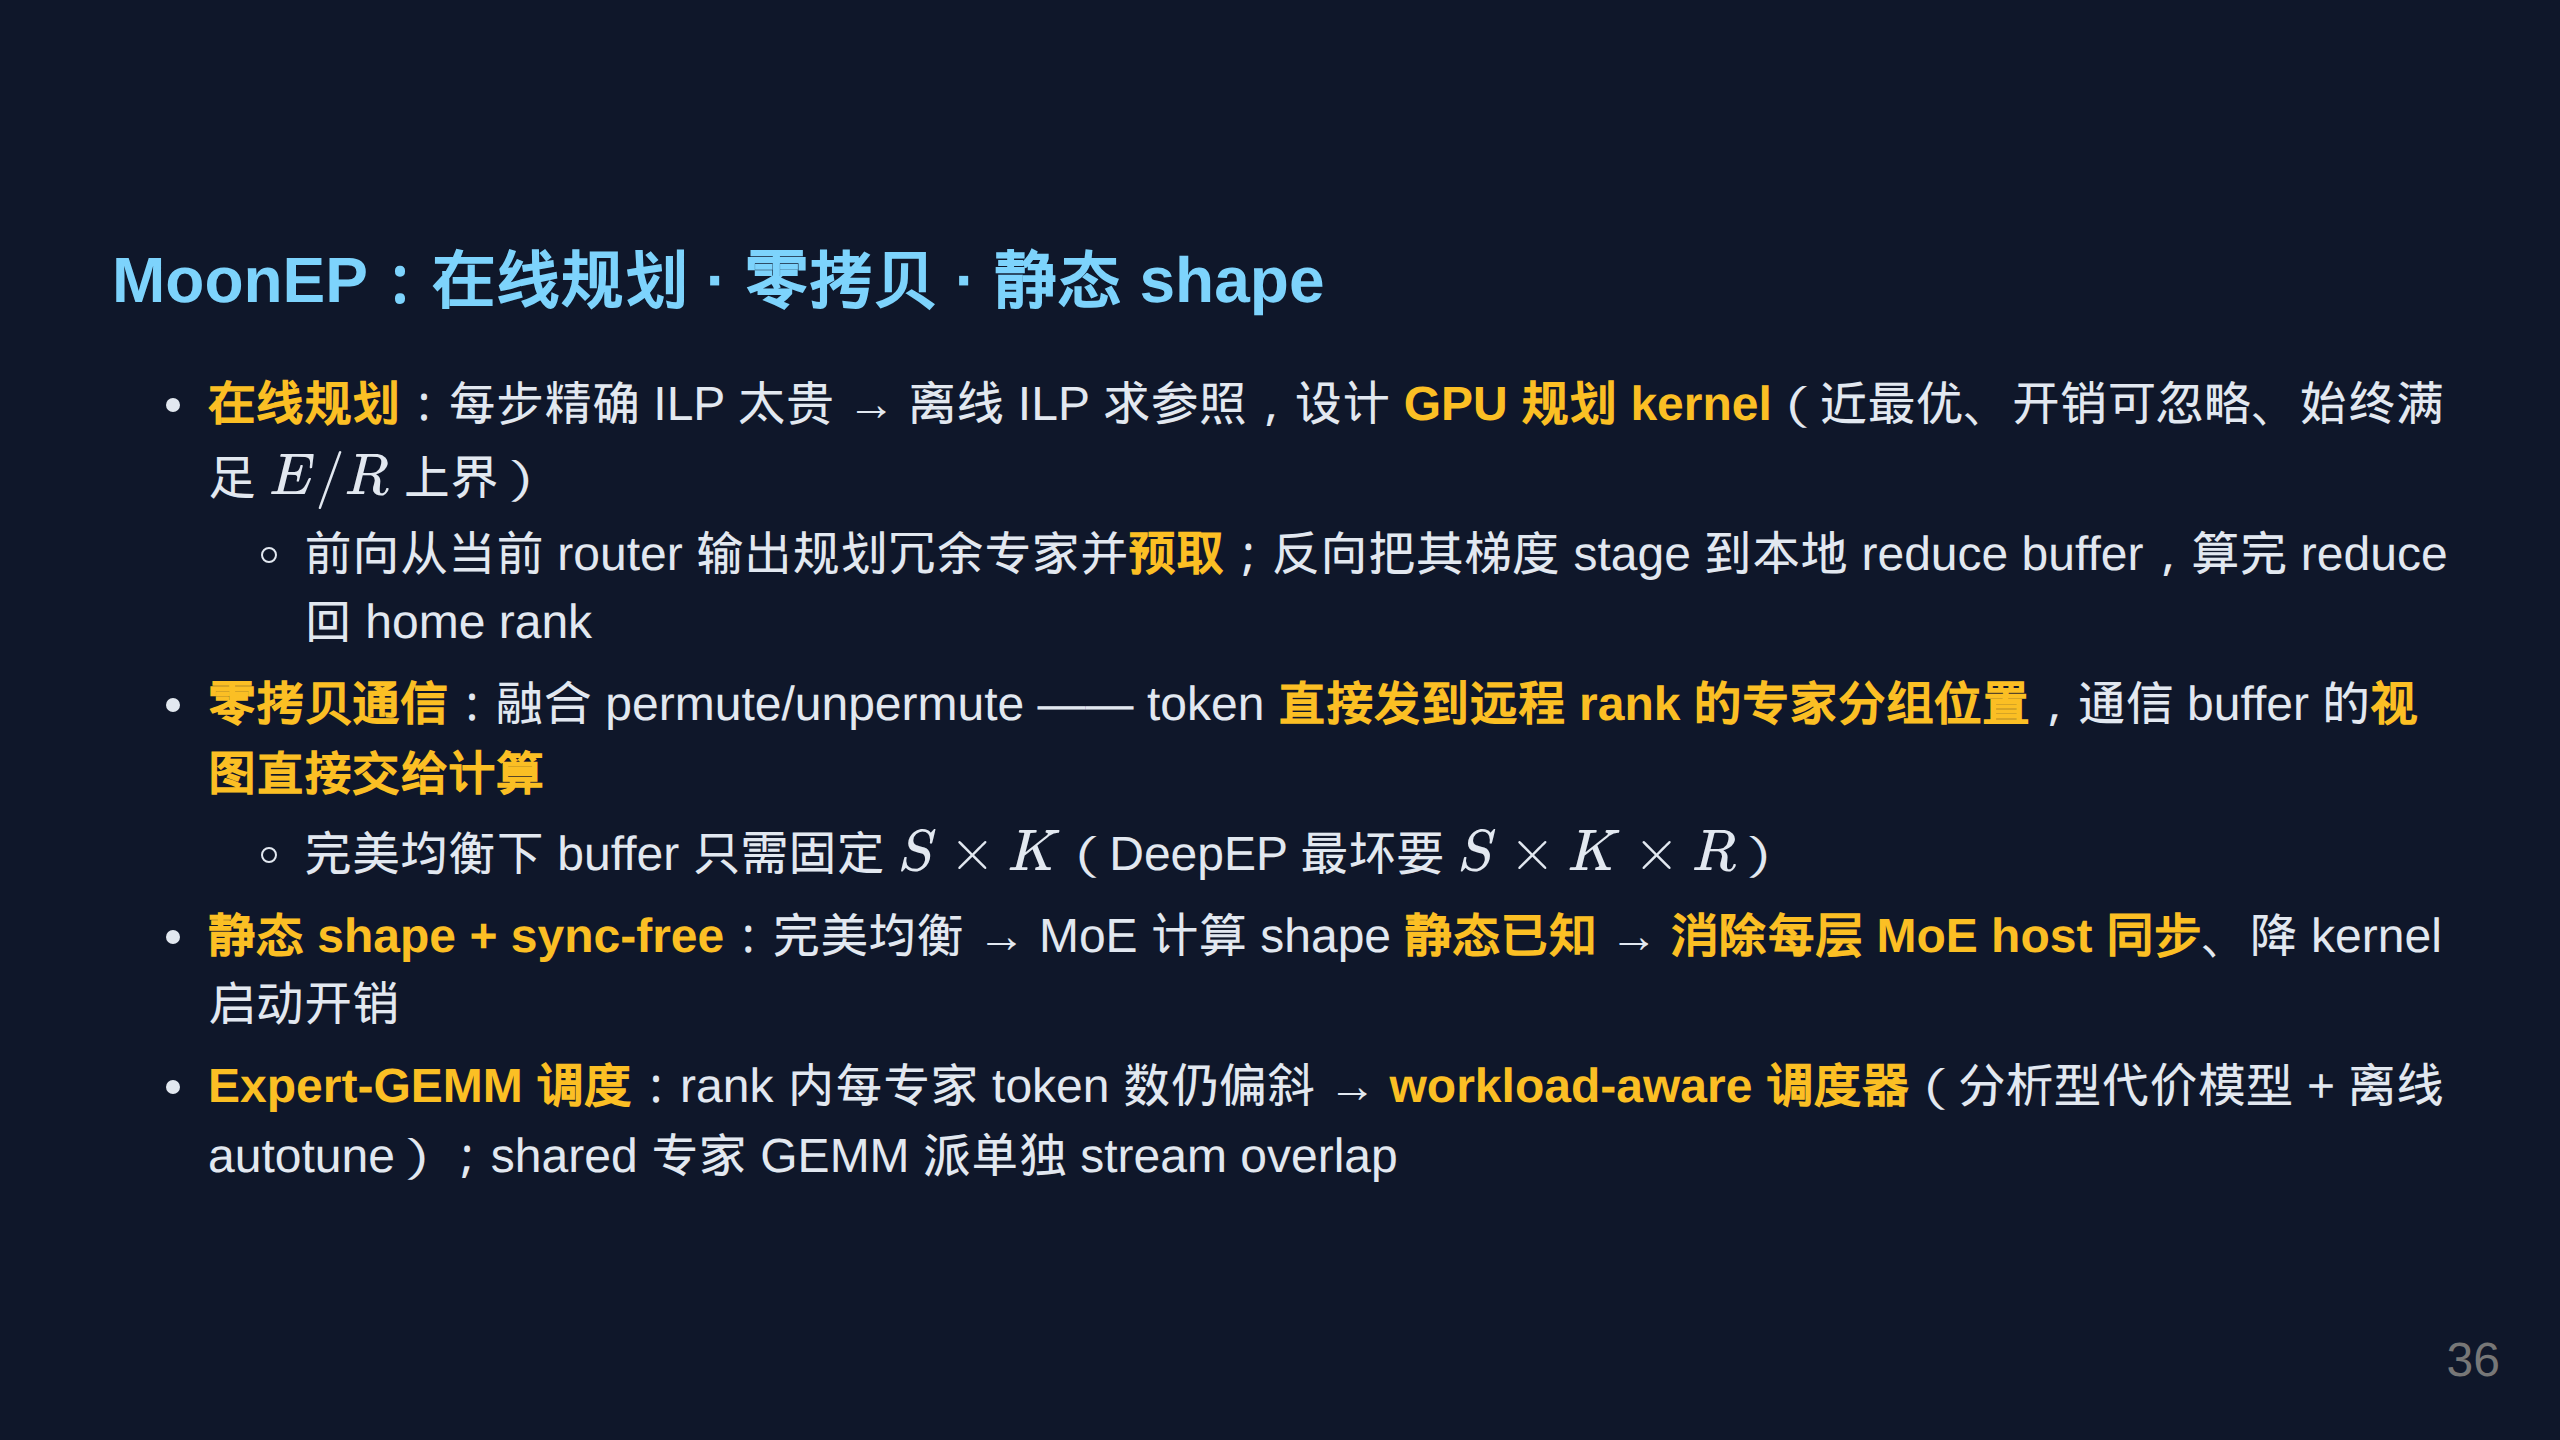 MoonEP：在线规划 · 零拷贝 · 静态 shape
• 在线规划：每步精确 ILP 太贵 → 离线 ILP 求参照，设计 GPU 规划 kernel（近最优、开销可忽略、始终满
足 E/R 上界）
◦ 前向从当前 router 输出规划冗余专家并预取；反向把其梯度 stage 到本地 reduce buffer，算完 reduce
回 home rank
• 零拷贝通信：融合 permute/unpermute —— token 直接发到远程 rank 的专家分组位置，通信 buffer 的视
图直接交给计算
◦ 完美均衡下 buffer 只需固定 S × K（DeepEP 最坏要 S × K × R）
• 静态 shape + sync-free：完美均衡 → MoE 计算 shape 静态已知 → 消除每层 MoE host 同步、降 kernel
启动开销
• Expert-GEMM 调度：rank 内每专家 token 数仍偏斜 → workload-aware 调度器（分析型代价模型 + 离线
autotune）；shared 专家 GEMM 派单独 stream overlap
36